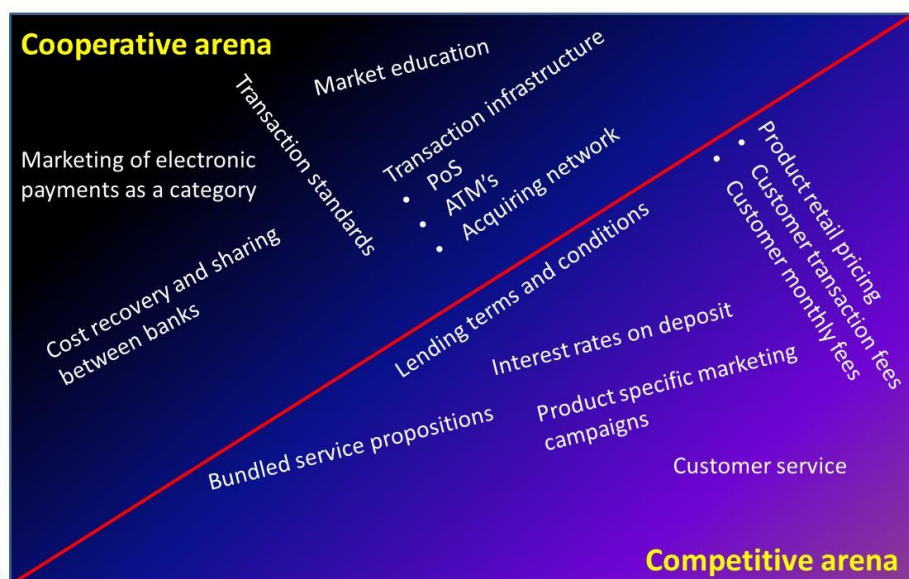 Cooperative arena
Market education
Transaction standards
Transaction infrastructure
• PoS
• ATM's
• Acquiring network
Marketing of electronic
payments as a category
Cost recovery and sharing
between banks
Product retail pricing
• Customer transaction fees
• Customer monthly fees
Lending terms and conditions
Interest rates on deposit
Product specific marketing
campaigns
Bundled service propositions
Customer service
Competitive arena